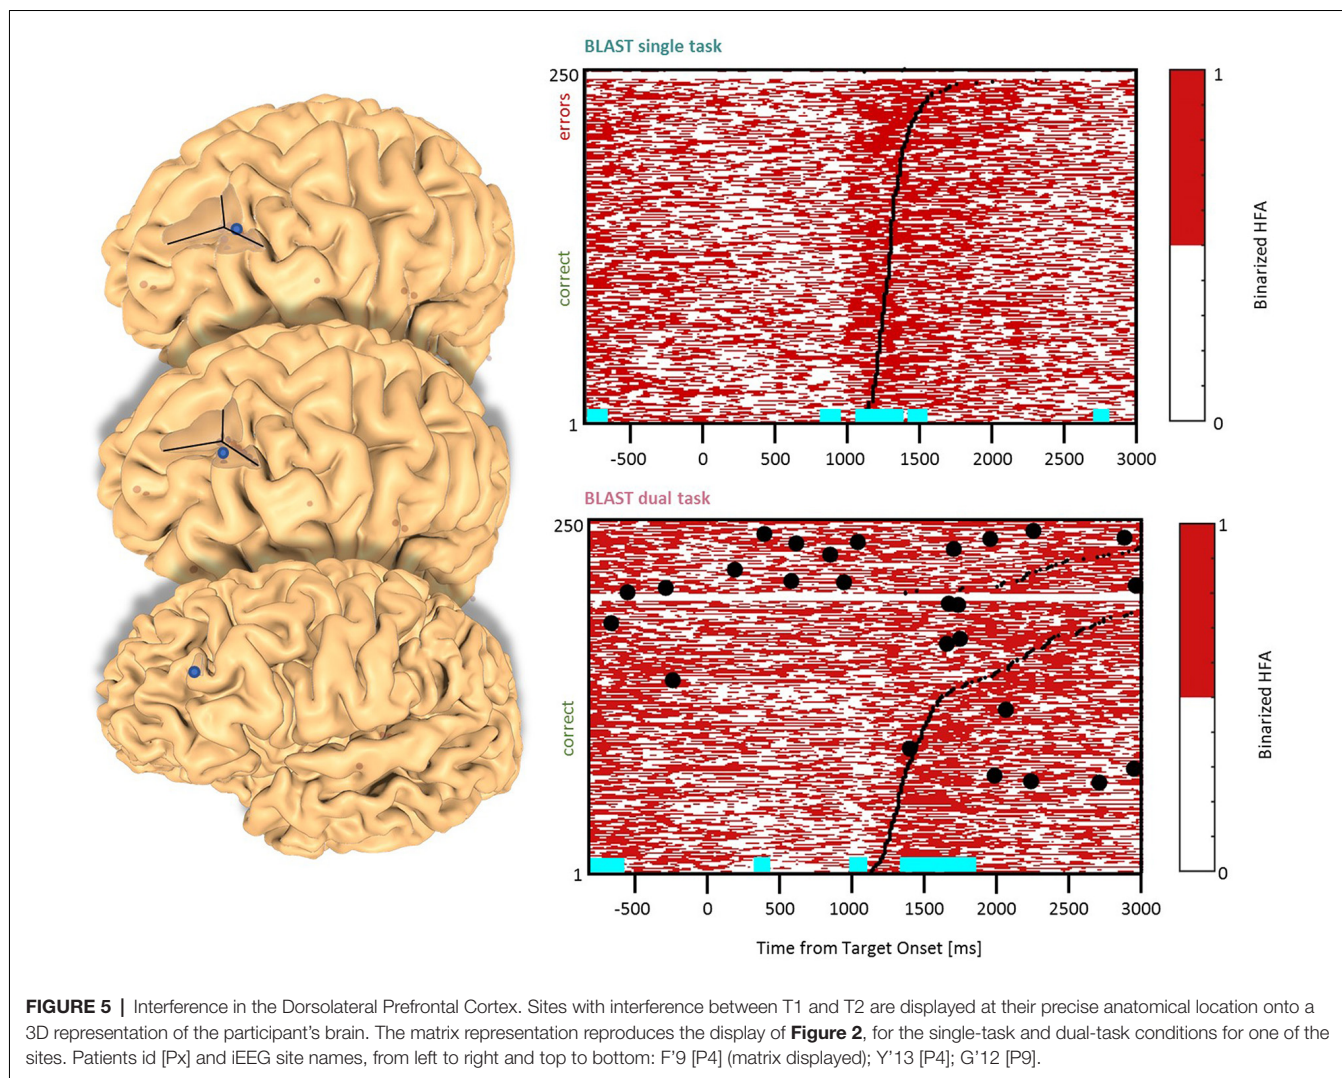 BLAST single task
250
errors
correct
1
-500 0 500 1000 1500 2000 2500 3000
1
0
Binarized HFA
BLAST dual task
250
correct
1
-500 0 500 1000 1500 2000 2500 3000
Time from Target Onset [ms]
1
0
Binarized HFA
FIGURE 5 | Interference in the Dorsolateral Prefrontal Cortex. Sites with interference between T1 and T2 are displayed at their precise anatomical location onto a
3D representation of the participant's brain. The matrix representation reproduces the display of Figure 2, for the single-task and dual-task conditions for one of the
sites. Patients id [Px] and iEEG site names, from left to right and top to bottom: F'9 [P4] (matrix displayed); Y'13 [P4]; G'12 [P9].